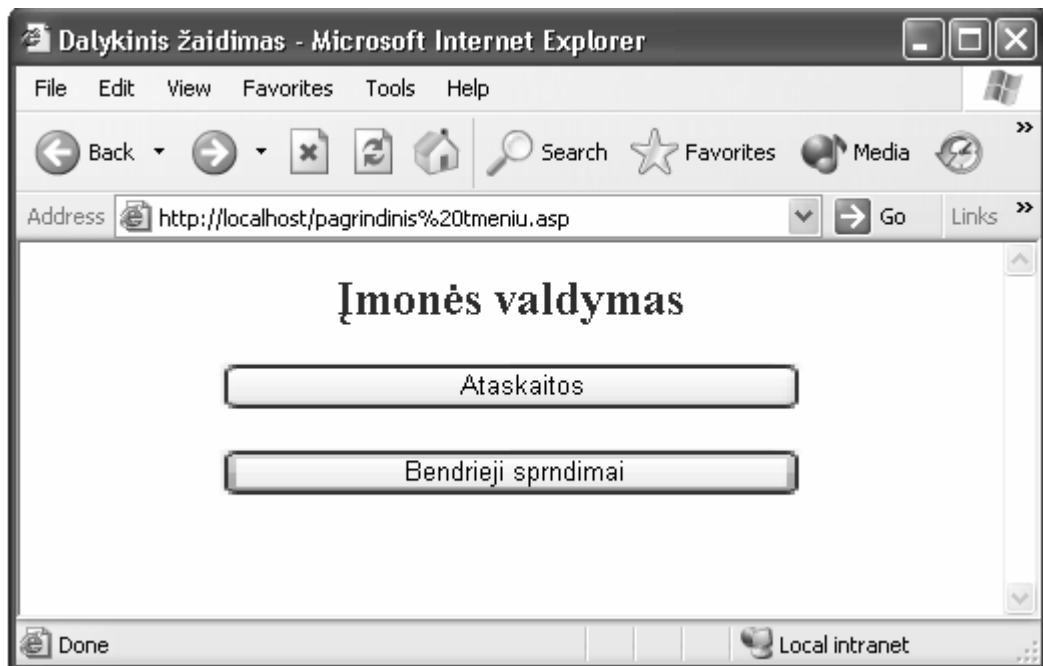 Dalykinis žaidimas - Microsoft Internet Explorer
File Edit View Favorites Tools Help
Back Search Favorites Media »
Address http://localhost/pagrindinis%20tmeniu.asp Go Links »
Įmonės valdymas
Ataskaitos
Bendrieji sprndimai
Done Local intranet